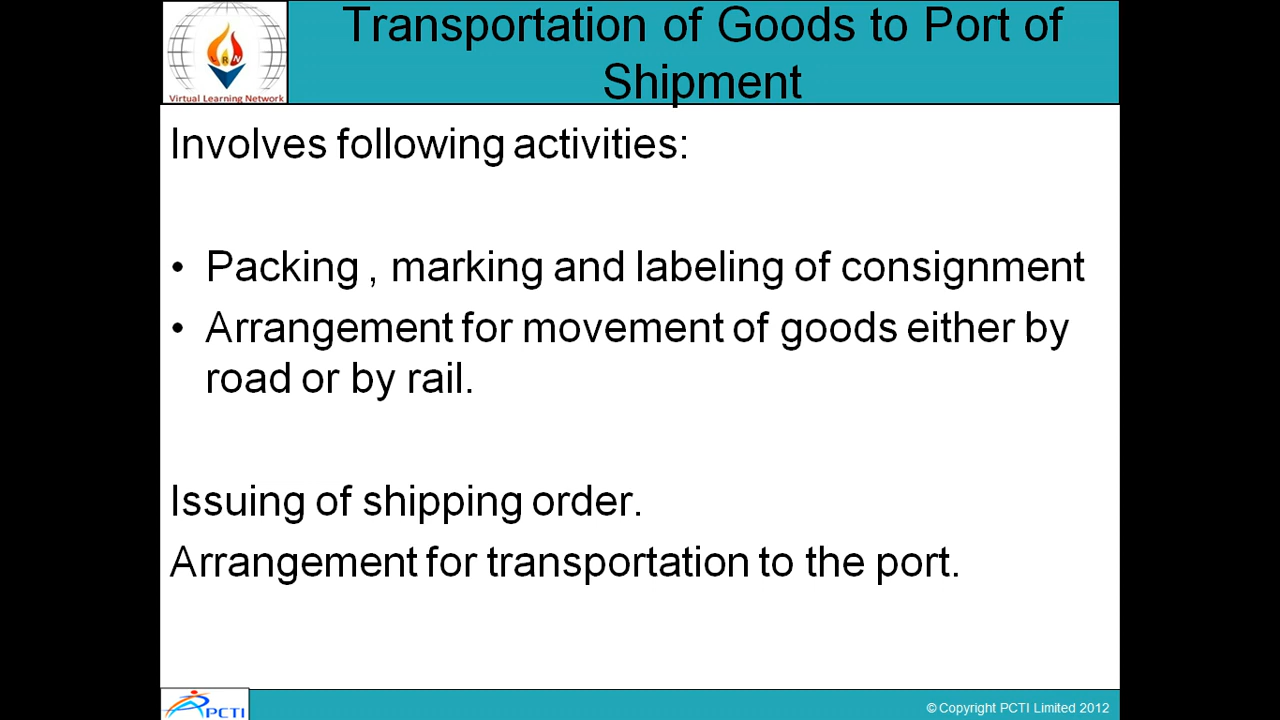 Transportation of Goods to Port of
Shipment
LRN
Virtual Learning Network
Involves following activities:
• Packing , marking and labeling of consignment
• Arrangement for movement of goods either by
road or by rail.
Issuing of shipping order.
Arrangement for transportation to the port.
PCTI
© Copyright PCTI Limited 2012